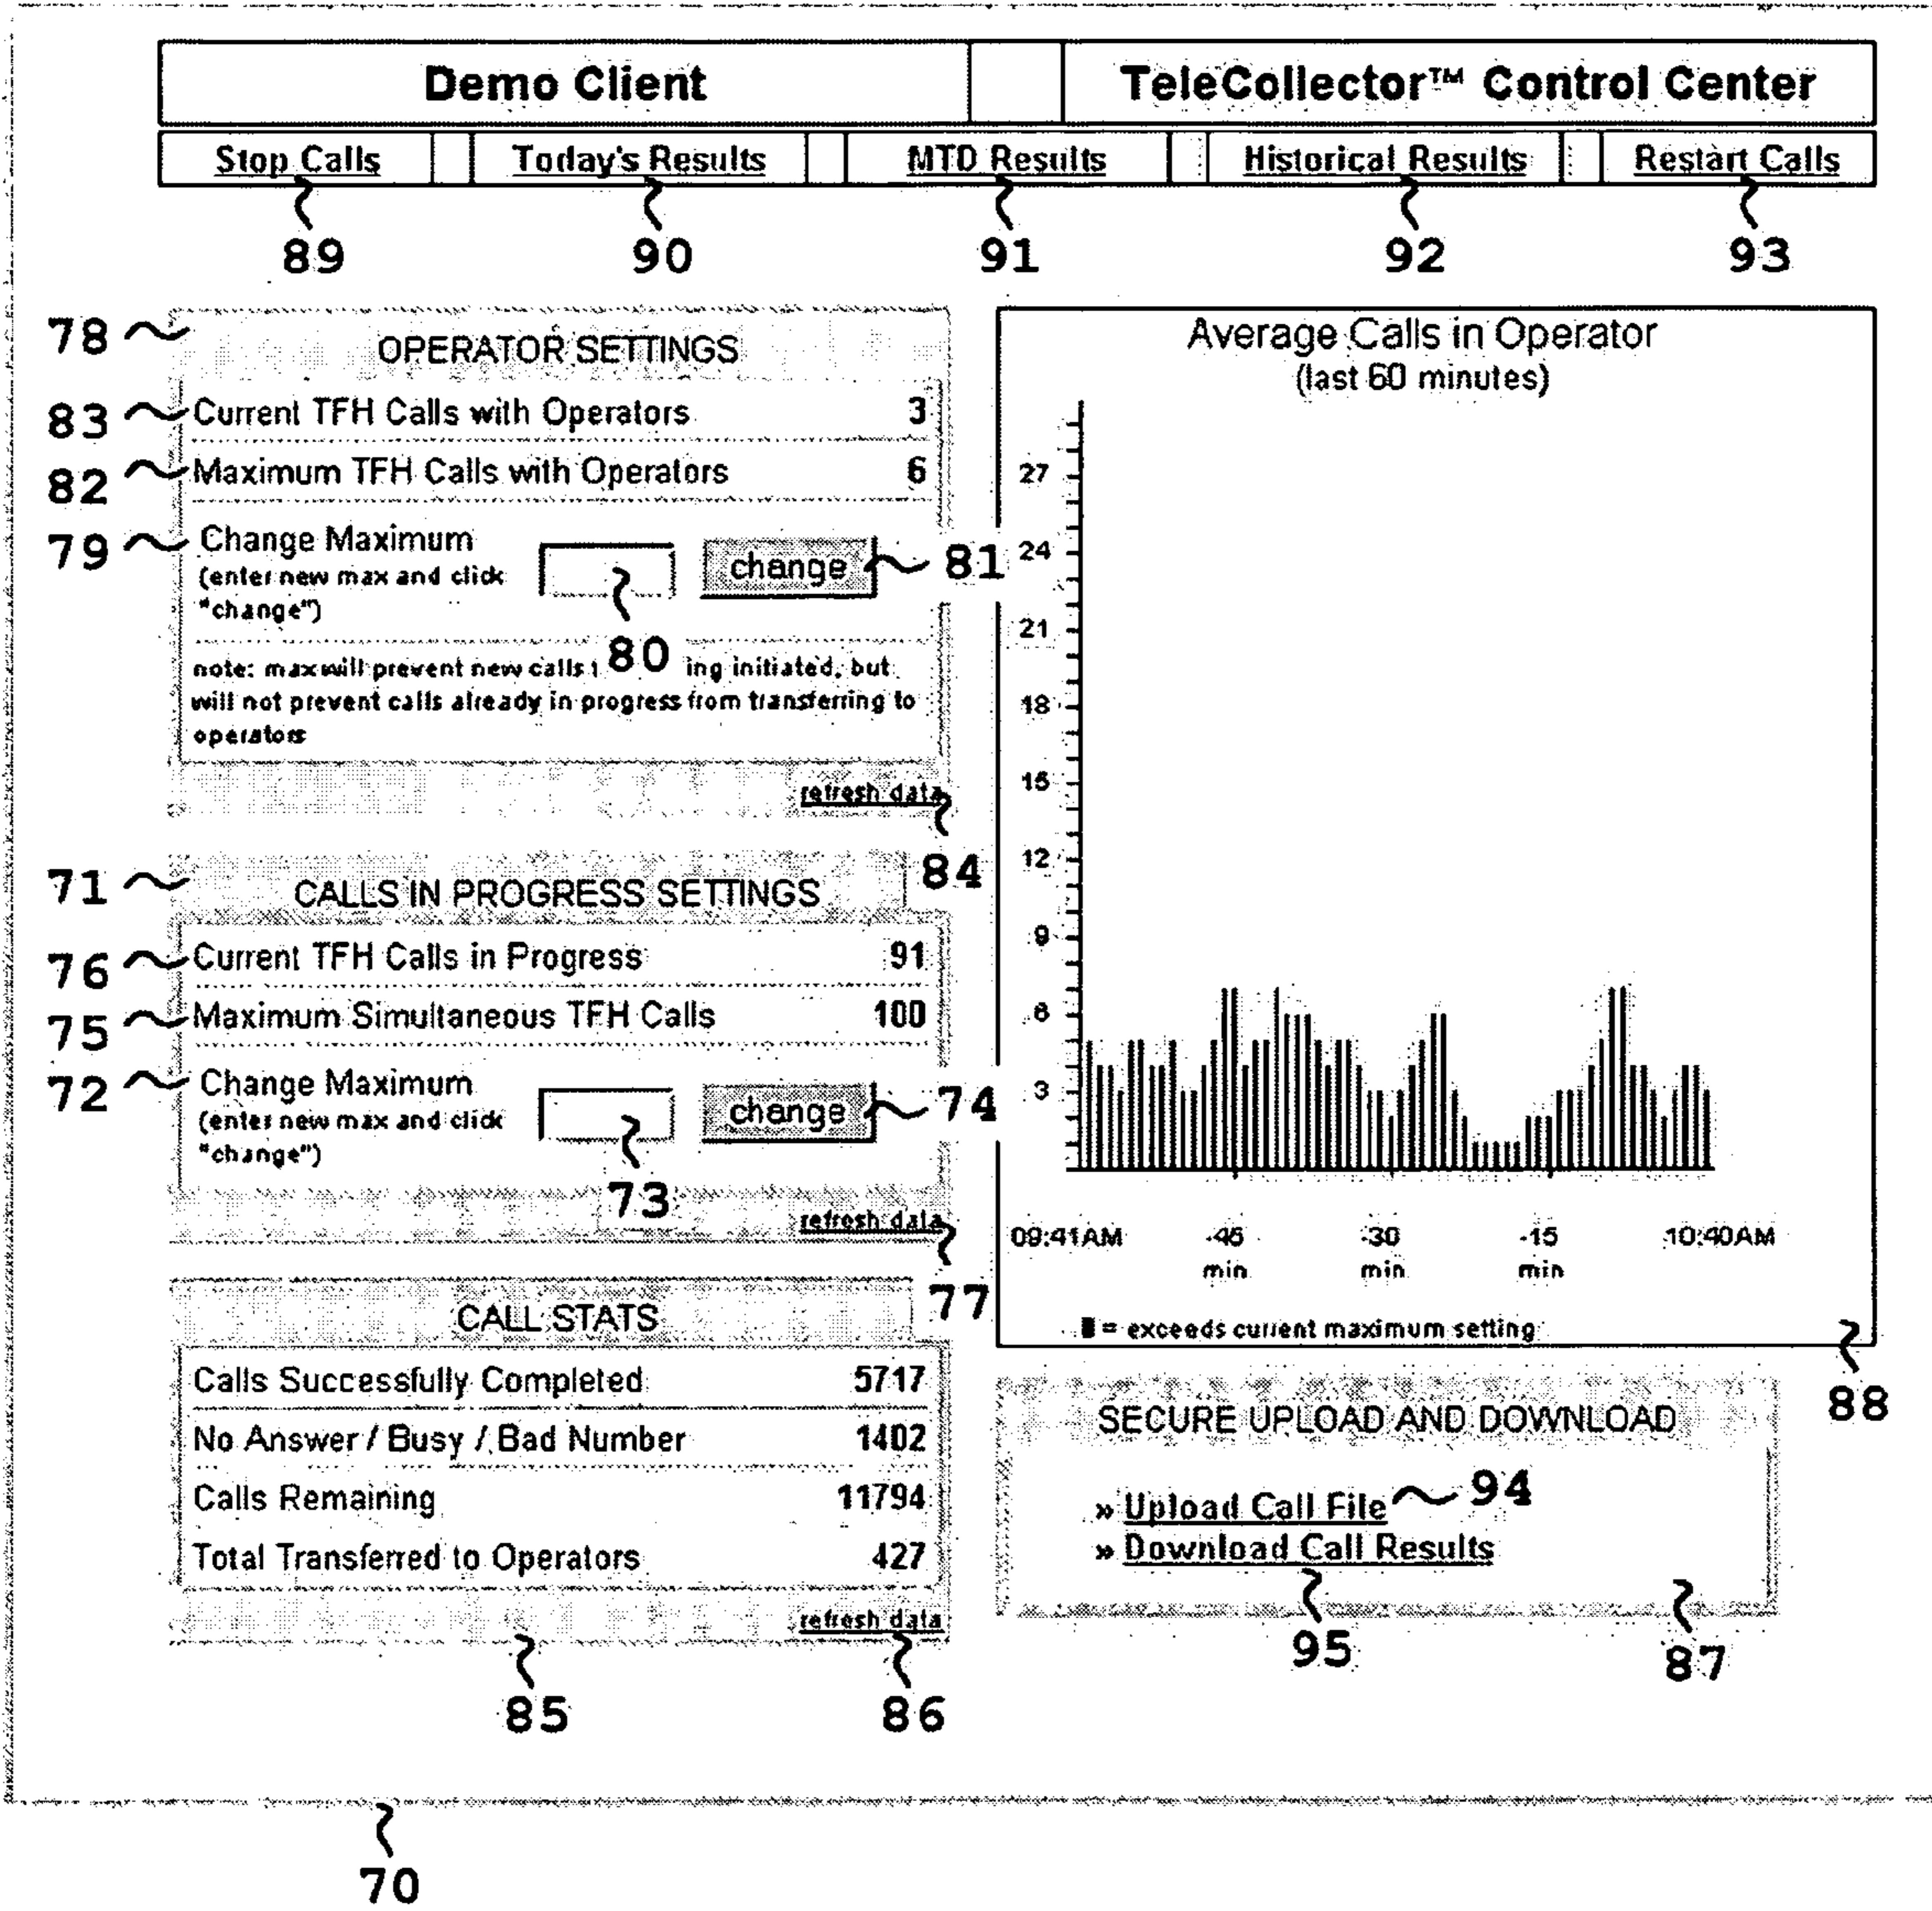 Demo Client
TeleCollector™ Control Center
Stop Calls
Today's Results
MTD Results
Historical Results
Restart Calls
89
90
91
92
93
78
OPERATOR SETTINGS
83
Current TFH Calls with Operators 3
82
Maximum TFH Calls with Operators 6
79
Change Maximum
(enter new max and click
"change")
80
change
81
note: max will prevent new calls ing initiated, but
will not prevent calls already in progress from transferring to
operators
refresh data
84
71
CALLS IN PROGRESS SETTINGS
76
Current TFH Calls in Progress 91
75
Maximum Simultaneous TFH Calls 100
72
Change Maximum
(enter new max and click
"change")
73
change
74
refresh data
77
CALL STATS
Calls Successfully Completed 5717
No Answer / Busy / Bad Number 1402
Calls Remaining 11794
Total Transferred to Operators 427
refresh data
85
86
Average Calls in Operator
(last 60 minutes)
27
24
21
18
15
12
9
6
3
09:41AM
-45
min
-30
min
-15
min
10:40AM
= exceeds current maximum setting
88
SECURE UPLOAD AND DOWNLOAD
» Upload Call File
94
» Download Call Results
95
87
70